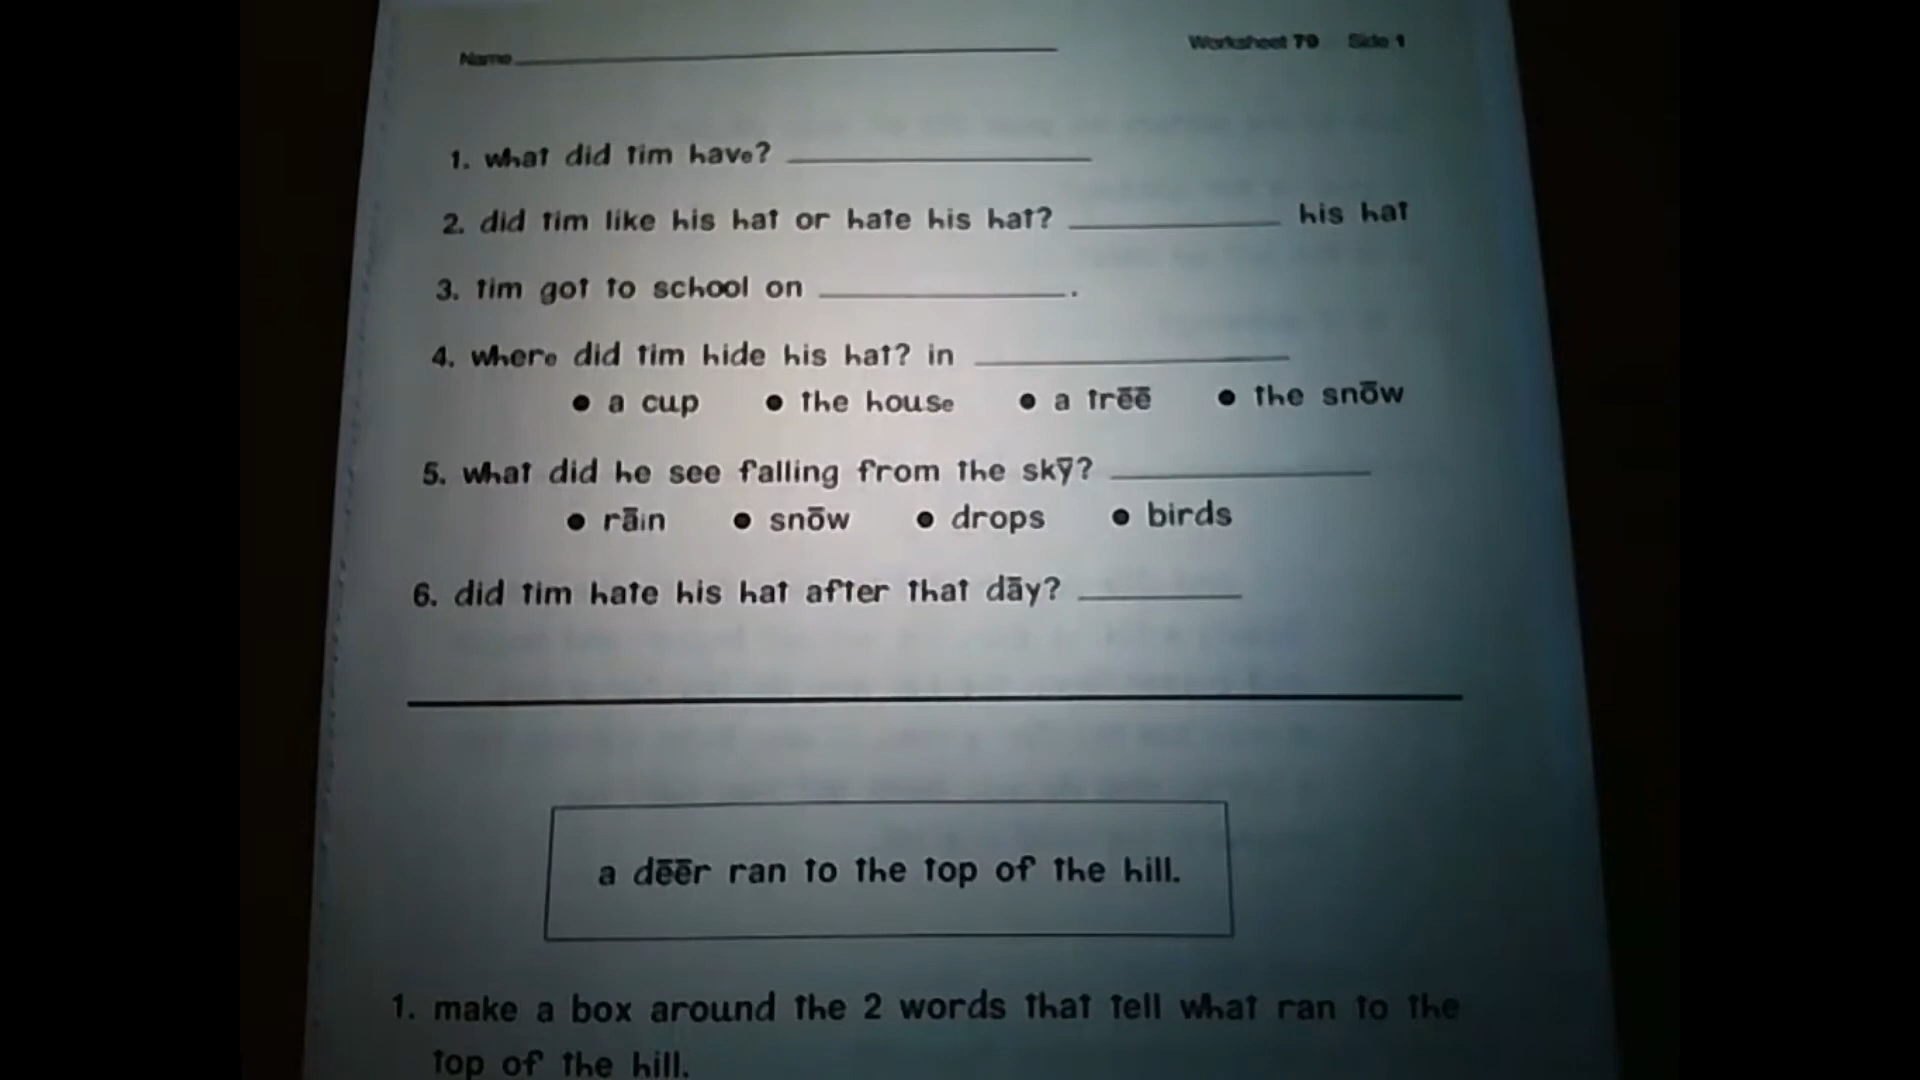 Name
Worksheet 79 Side 1
1. what did tim have?
2. did tim like his hat or hate his hat? his hat
3. tim got to school on .
4. where did tim hide his hat? in
• a cup • the house • a trēē • the snōw
5. what did he see falling from the skȳ?
• rāin • snōw • drops • birds
6. did tim hate his hat after that dāy?
a dēēr ran to the top of the hill.
1. make a box around the 2 words that tell what ran to the
top of the hill.